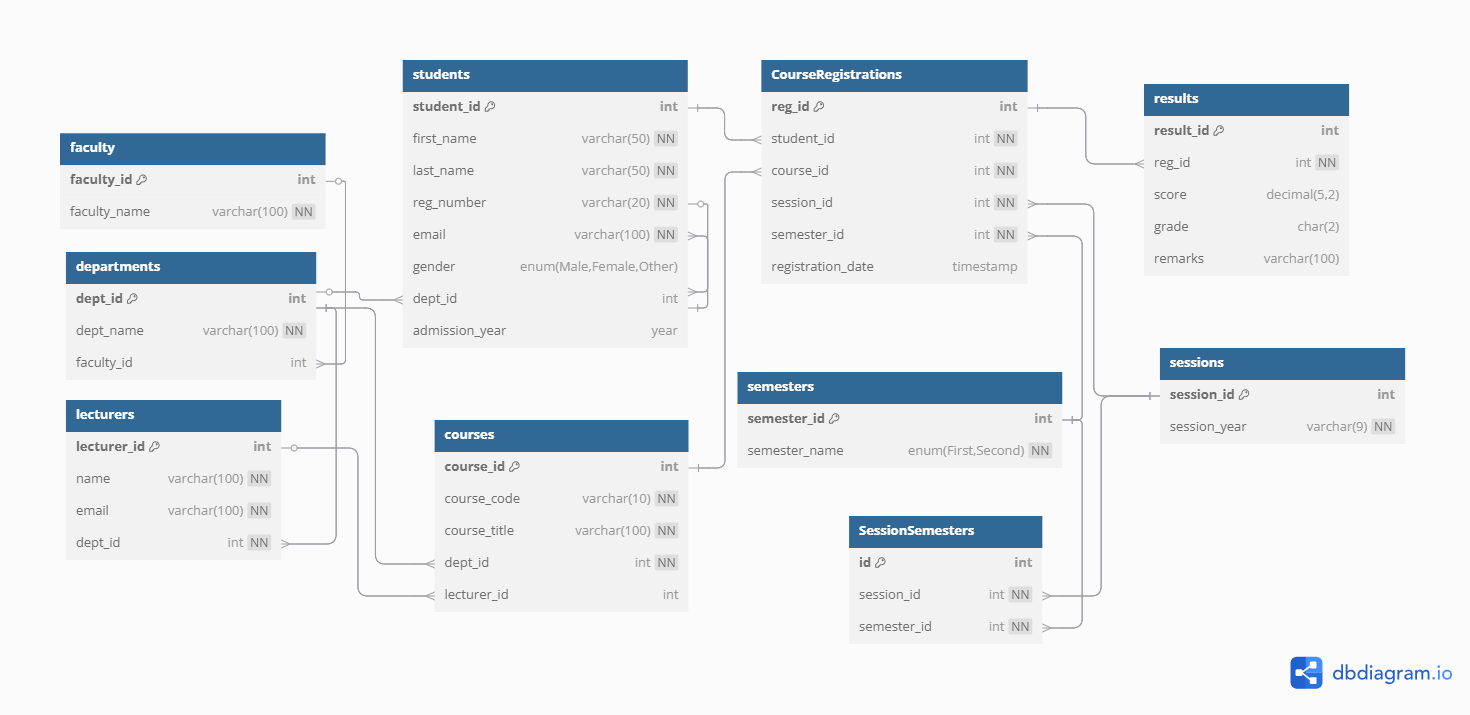 faculty
faculty_id int
faculty_name varchar(100) NN
departments
dept_id int
dept_name varchar(100) NN
faculty_id int
lecturers
lecturer_id int
name varchar(100) NN
email varchar(100) NN
dept_id int NN
students
student_id int
first_name varchar(50) NN
last_name varchar(50) NN
reg_number varchar(20) NN
email varchar(100) NN
gender enum(Male,Female,Other)
dept_id int
admission_year year
courses
course_id int
course_code varchar(10) NN
course_title varchar(100) NN
dept_id int NN
lecturer_id int
CourseRegistrations
reg_id int
student_id int NN
course_id int NN
session_id int NN
semester_id int NN
registration_date timestamp
semesters
semester_id int
semester_name enum(First,Second) NN
SessionSemesters
id int
session_id int NN
semester_id int NN
results
result_id int
reg_id int NN
score decimal(5,2)
grade char(2)
remarks varchar(100)
sessions
session_id int
session_year varchar(9) NN
dbdiagram.io